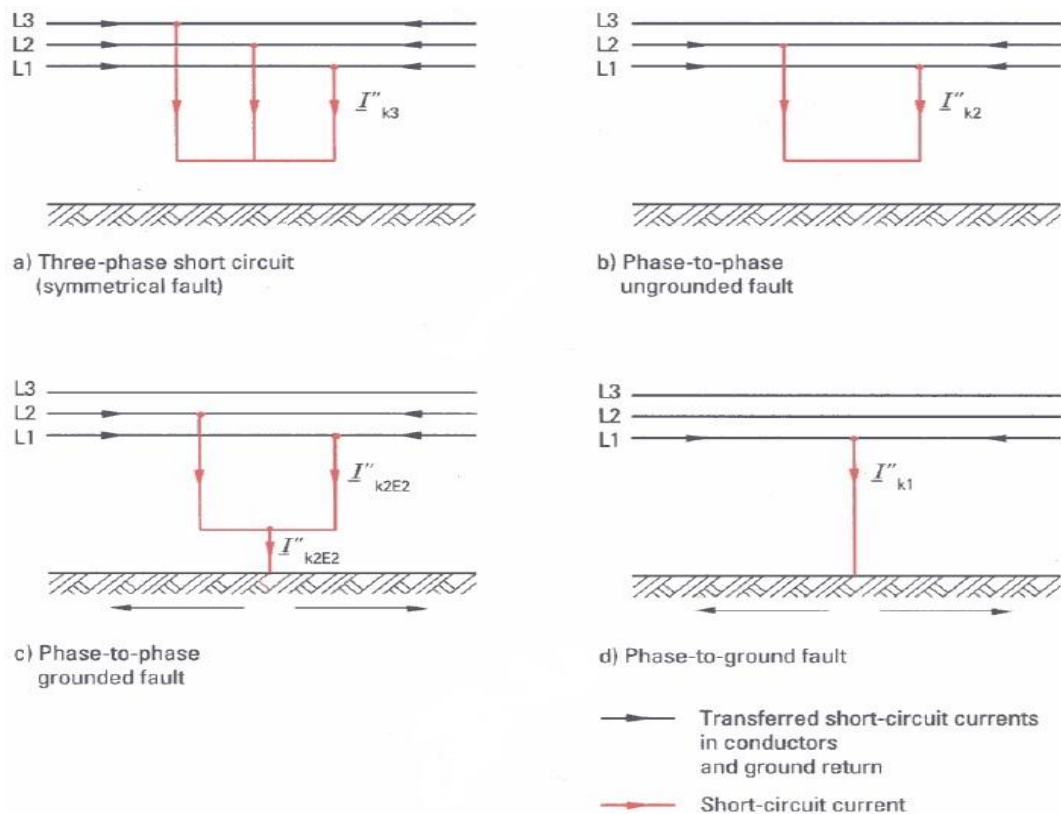 L3
L2
L1
I"k3
a) Three-phase short circuit
(symmetrical fault)
L3
L2
L1
I"k2
b) Phase-to-phase
ungrounded fault
L3
L2
L1
I"k2E2
I"k2E2
c) Phase-to-phase
grounded fault
L3
L2
L1
I"k1
d) Phase-to-ground fault
Transferred short-circuit currents
in conductors
and ground return
Short-circuit current